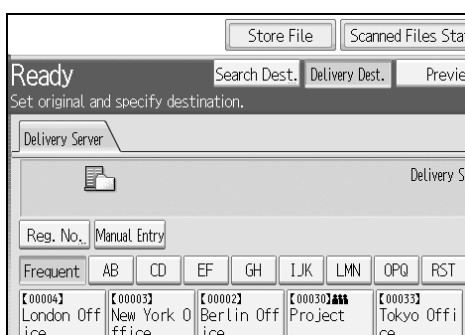 Store File Scanned Files Sta
Ready Search Dest. Delivery Dest. Previe
Set original and specify destination.
Delivery Server
Delivery S
Reg. No. Manual Entry
Frequent AB CD EF GH IJK LMN OPQ RST
【00004】 【00003】 【00002】 【00030】 【00033】
London Off New York O Berlin Off Project Tokyo Offi
ice ffice ice ce